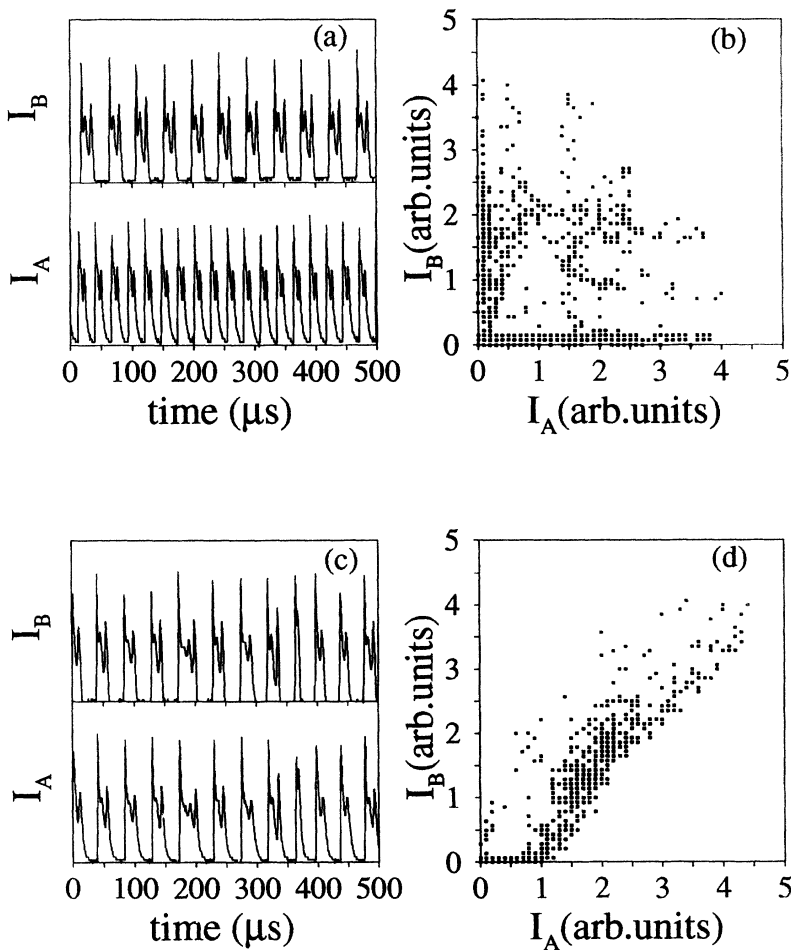 (a)
I_B
I_A
0 100 200 300 400 500
time (μs)
(b)
5
4
3
2
1
0
I_B(arb.units)
0 1 2 3 4 5
I_A(arb.units)
(c)
I_B
I_A
0 100 200 300 400 500
time (μs)
(d)
5
4
3
2
1
0
I_B(arb.units)
0 1 2 3 4 5
I_A(arb.units)